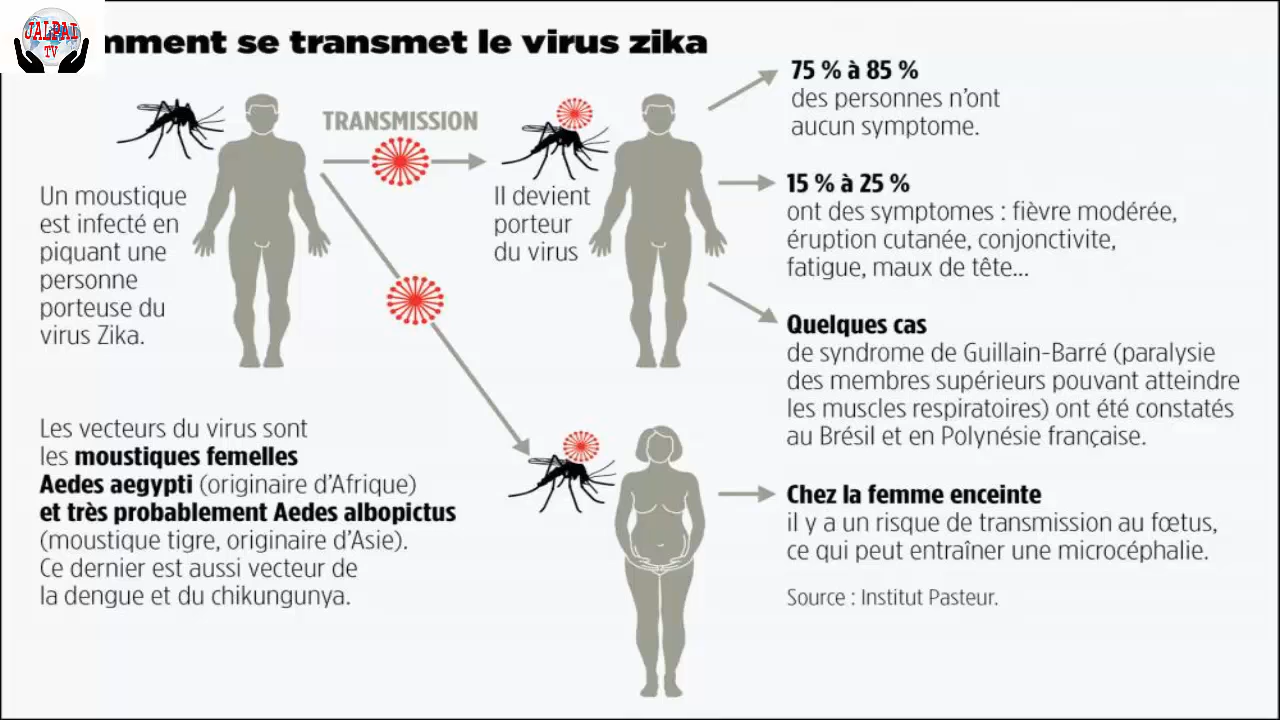 JALPAL
TV
mment se transmet le virus zika
TRANSMISSION
Un moustique
est infecté en
piquant une
personne
porteuse du
virus Zika.
Il devient
porteur
du virus
75 % à 85 %
des personnes n'ont
aucun symptome.
15 % à 25 %
ont des symptomes : fièvre modérée,
éruption cutanée, conjonctivite,
fatigue, maux de tête...
Quelques cas
de syndrome de Guillain-Barré (paralysie
des membres supérieurs pouvant atteindre
les muscles respiratoires) ont été constatés
au Brésil et en Polynésie française.
Les vecteurs du virus sont
les moustiques femelles
Aedes aegypti (originaire d'Afrique)
et très probablement Aedes albopictus
(moustique tigre, originaire d'Asie).
Ce dernier est aussi vecteur de
la dengue et du chikungunya.
Chez la femme enceinte
il y a un risque de transmission au fœtus,
ce qui peut entraîner une microcéphalie.
Source : Institut Pasteur.